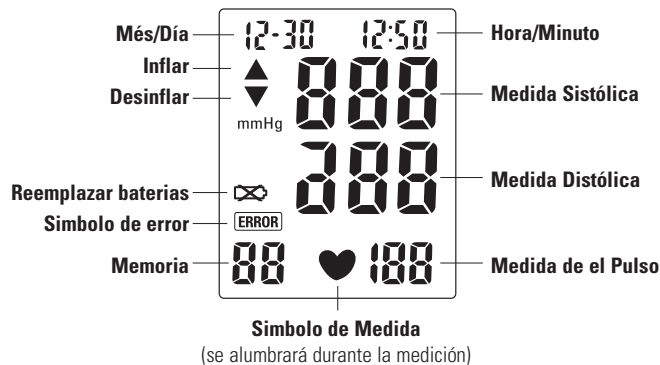 Més/Día 12-30 12:50 Hora/Minuto
Inflar
Desinflar 888 Medida Sistólica
mmHg
288 Medida Distólica
Reemplazar baterias
Simbolo de error ERROR
Memoria 88 188 Medida de el Pulso
Simbolo de Medida
(se alumbrará durante la medición)